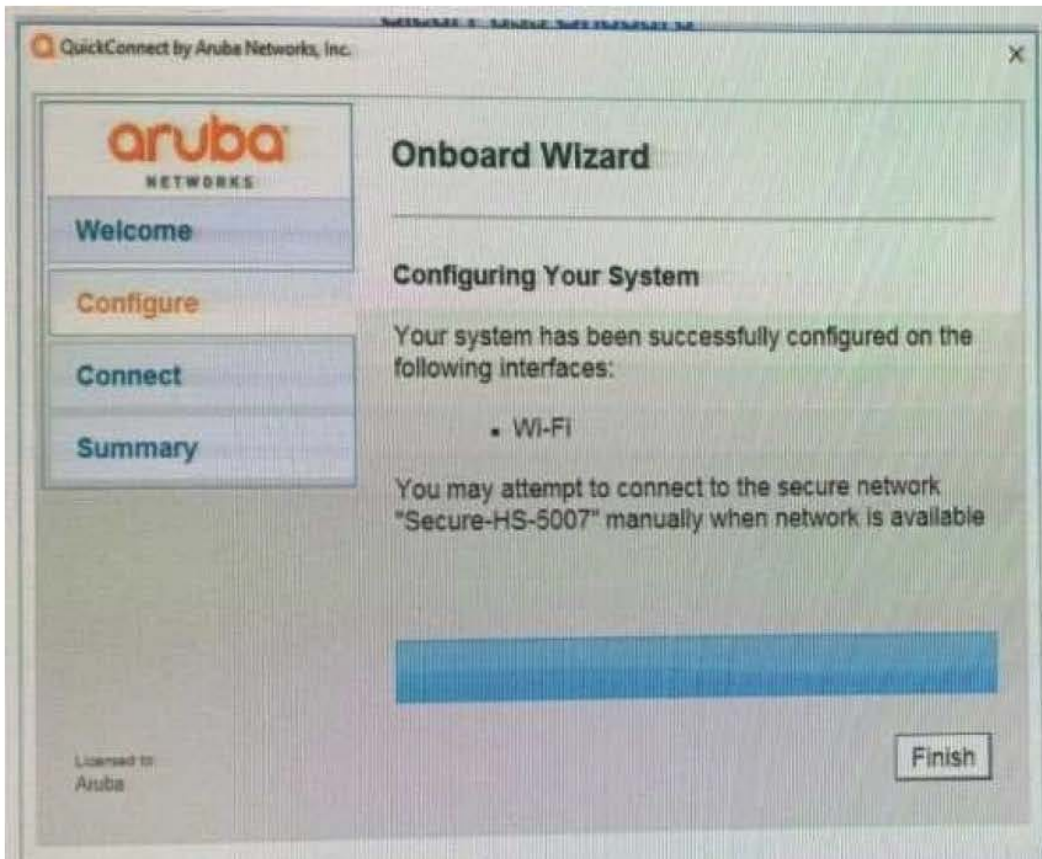 QuickConnect by Aruba Networks, Inc.
aruba
NETWORKS
Welcome
Configure
Connect
Summary
Licensed to:
Aruba
Onboard Wizard
Configuring Your System
Your system has been successfully configured on the
following interfaces:
• Wi-Fi
You may attempt to connect to the secure network
"Secure-HS-5007" manually when network is available
Finish